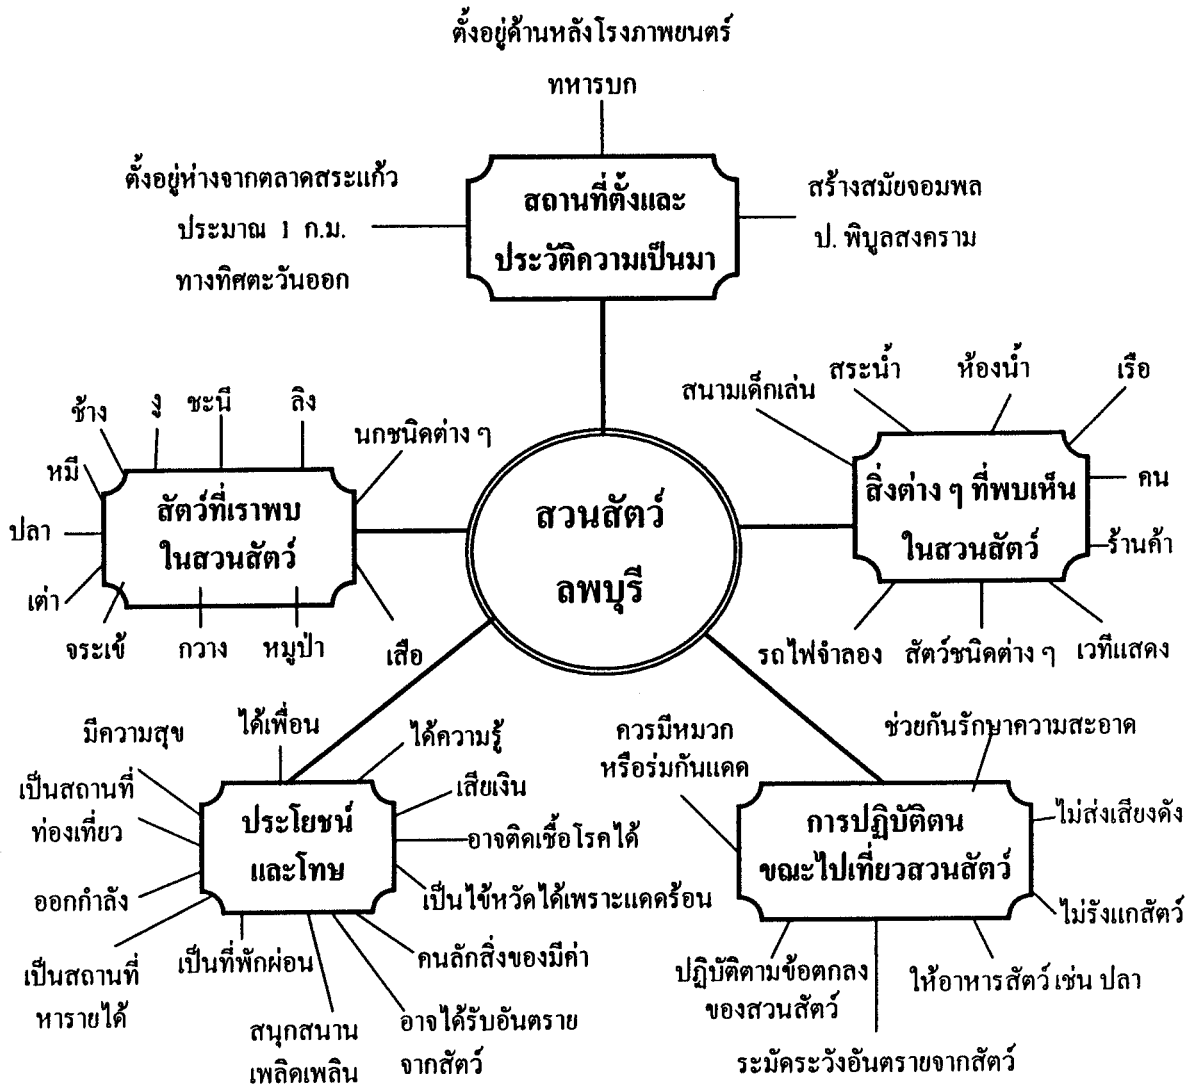 ตั้งอยู่ด้านหลังโรงภาพยนตร์
ทหารบก
ตั้งอยู่ห่างจากตลาดสระแก้ว
ประมาณ 1 ก.ม.
ทางทิศตะวันออก
สถานที่ตั้งและ
ประวัติความเป็นมา
สร้างสมัยจอมพล
ป. พิบูลสงคราม
สวนสัตว์
ลพบุรี
ช้าง
งู
ชะนี
ลิง
นกชนิดต่าง ๆ
หมี
ปลา
เต่า
สัตว์ที่เราพบ
ในสวนสัตว์
จระเข้
กวาง
หมูป่า
เสือ
สนามเด็กเล่น
สระน้ำ
ห้องน้ำ
เรือ
สิ่งต่าง ๆ ที่พบเห็น
ในสวนสัตว์
คน
ร้านค้า
รถไฟจำลอง
สัตว์ชนิดต่าง ๆ
เวทีแสดง
มีความสุข
ได้เพื่อน
ได้ความรู้
เป็นสถานที่
ท่องเที่ยว
ประโยชน์
และโทษ
เสียเงิน
อาจติดเชื้อโรคได้
เป็นไข้หวัดได้เพราะแดดร้อน
ออกกำลัง
เป็นสถานที่
หารายได้
เป็นที่พักผ่อน
สนุกสนาน
เพลิดเพลิน
อาจได้รับอันตราย
จากสัตว์
คนลักสิ่งของมีค่า
ควรมีหมวก
หรือร่มกันแดด
ช่วยกันรักษาความสะอาด
การปฏิบัติตน
ขณะไปเที่ยวสวนสัตว์
ไม่ส่งเสียงดัง
ไม่รังแกสัตว์
ปฏิบัติตามข้อตกลง
ของสวนสัตว์
ให้อาหารสัตว์ เช่น ปลา
ระมัดระวังอันตรายจากสัตว์